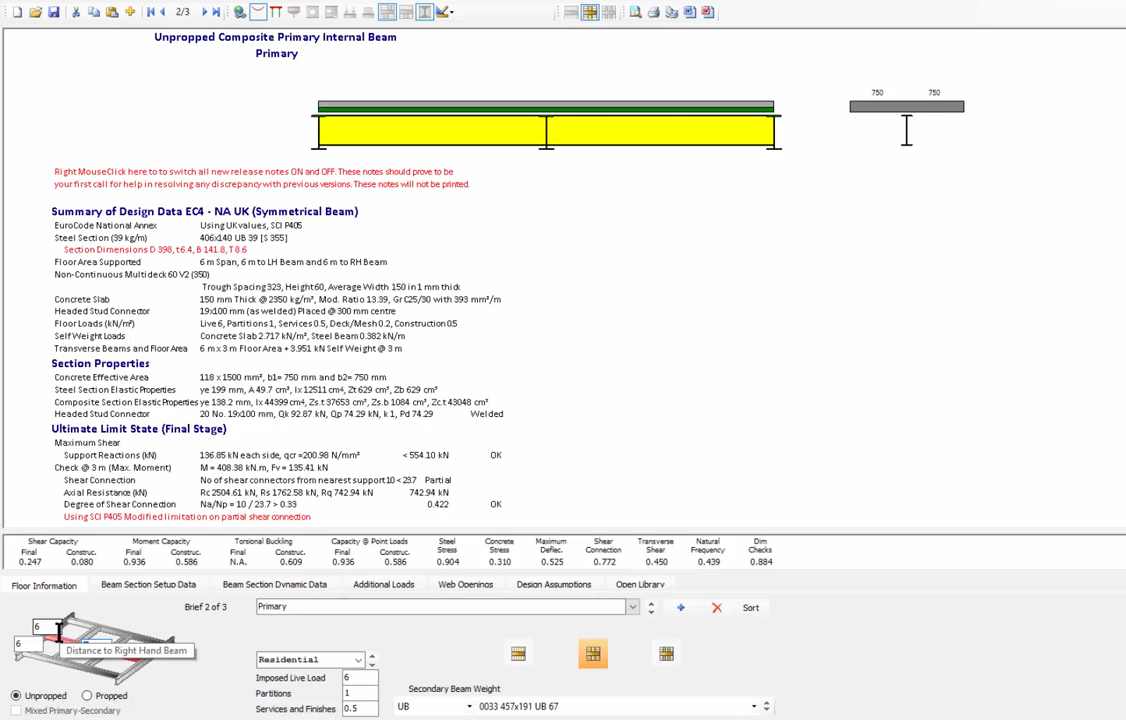 2/3
Unpropped Composite Primary Internal Beam
Primary
750 750
Right MouseClick here to to switch all new release notes ON and OFF. These notes should prove to be
your first call for help in resolving any discrepancy with previous versions. These notes will not be printed.
Summary of Design Data EC4 - NA UK (Symmetrical Beam)
EuroCode National Annex Using UK values, SCI P405
Steel Section (39 kg/m) 406x140 UB 39 [S 355]
Section Dimensions D 398, t 6.4, B 141.8, T 8.6
Floor Area Supported 6 m Span, 6 m to LH Beam and 6 m to RH Beam
Non-Continuous Multideck 60 V2 (350)
Trough Spacing 323, Height 60, Average Width 150 in 1 mm thick
Concrete Slab 150 mm Thick @ 2350 kg/m³, Mod. Ratio 13.39, Gr C25/30 with 393 mm²/m
Headed Stud Connector 19x100 mm (as welded) Placed @ 300 mm centre
Floor Loads (kN/m²) Live 6, Partitions 1, Services 0.5, Deck/Mesh 0.2, Construction 0.5
Self Weight Loads Concrete Slab 2.717 kN/m², Steel Beam 0.382 kN/m
Transverse Beams and Floor Area 6 m x 3 m Floor Area + 3.951 kN Self Weight @ 3 m
Section Properties
Concrete Effective Area 118 x 1500 mm², b1= 750 mm and b2= 750 mm
Steel Section Elastic Properties ye 199 mm, A 49.7 cm², Ix 12511 cm4, Zt 629 cm³, Zb 629 cm³
Composite Section Elastic Properties ye 138.2 mm, Ix 44399 cm4, Zs.t 37653 cm³, Zs.b 1084 cm³, Zc.t 43048 cm³
Headed Stud Connector 20 No. 19x100 mm, Qk 92.87 kN, Qp 74.29 kN, k 1, Pd 74.29 Welded
Ultimate Limit State (Final Stage)
Maximum Shear
Support Reactions (kN) 136.85 kN each side, qcr =200.98 N/mm² < 554.10 kN OK
Check @ 3 m (Max. Moment) M = 408.38 kN.m, Fv = 135.41 kN
Shear Connection No of shear connectors from nearest support 10 < 23.7 Partial
Axial Resistance (kN) Rc 2504.61 kN, Rs 1762.58 kN, Rq 742.94 kN 742.94 kN
Degree of Shear Connection Na/Np = 10 / 23.7 > 0.33 0.422 OK
Using SCI P405 Modified limitation on partial shear connection
Shear Capacity Moment Capacity Torsional Buckling Capacity @ Point Loads Steel Stress Concrete Stress Maximum Deflec. Shear Connection Transverse Shear Natural Frequency Dim Checks
Final Construc. Final Construc. Final Construc. Final Construc.
0.247 0.080 0.936 0.586 N.A. 0.609 0.936 0.586 0.904 0.310 0.525 0.772 0.450 0.439 0.884
Floor Information Beam Section Setup Data Beam Section Dynamic Data Additional Loads Web Openings Design Assumptions Open Library
Brief 2 of 3 Primary Sort
6
6
Distance to Right Hand Beam
Residential
Imposed Live Load 6
Partitions 1
Services and Finishes 0.5
Secondary Beam Weight
UB 0033 457x191 UB 67
Unpropped Propped
Mixed Primary-Secondary